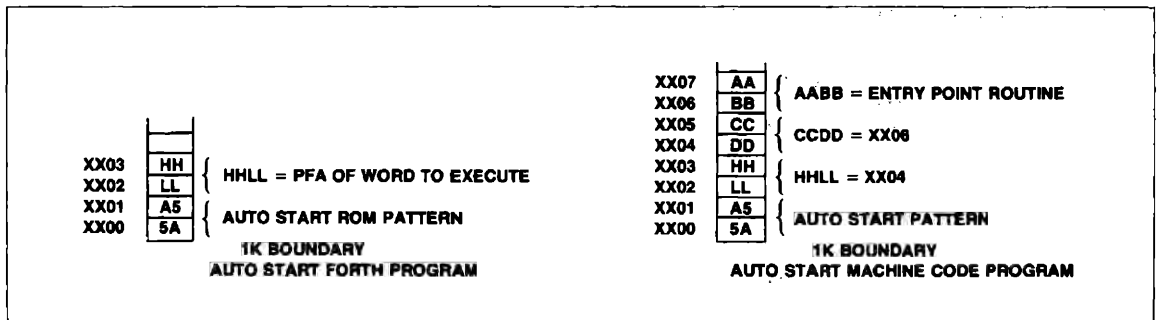 XX03 HH
XX02 LL
HHLL = PFA OF WORD TO EXECUTE
XX01 A5
XX00 5A
AUTO START ROM PATTERN
1K BOUNDARY
AUTO START FORTH PROGRAM
XX07 AA
XX06 BB
AABB = ENTRY POINT ROUTINE
XX05 CC
XX04 DD
CCDD = XX06
XX03 HH
XX02 LL
HHLL = XX04
XX01 A5
XX00 5A
AUTO START PATTERN
1K BOUNDARY
AUTO START MACHINE CODE PROGRAM